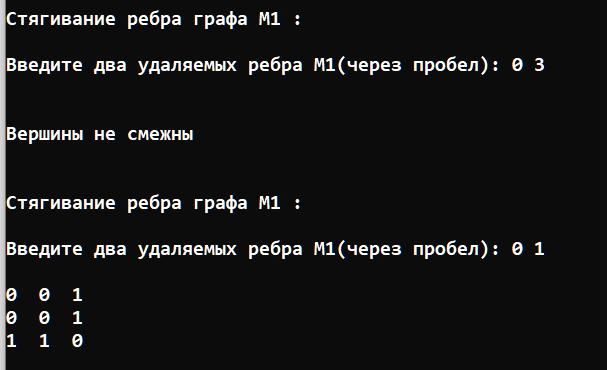 Стягивание ребра графа M1 :
Введите два удаляемых ребра M1(через пробел): 0 3
Вершины не смежны
Стягивание ребра графа M1 :
Введите два удаляемых ребра M1(через пробел): 0 1
0 0 1
0 0 1
1 1 0